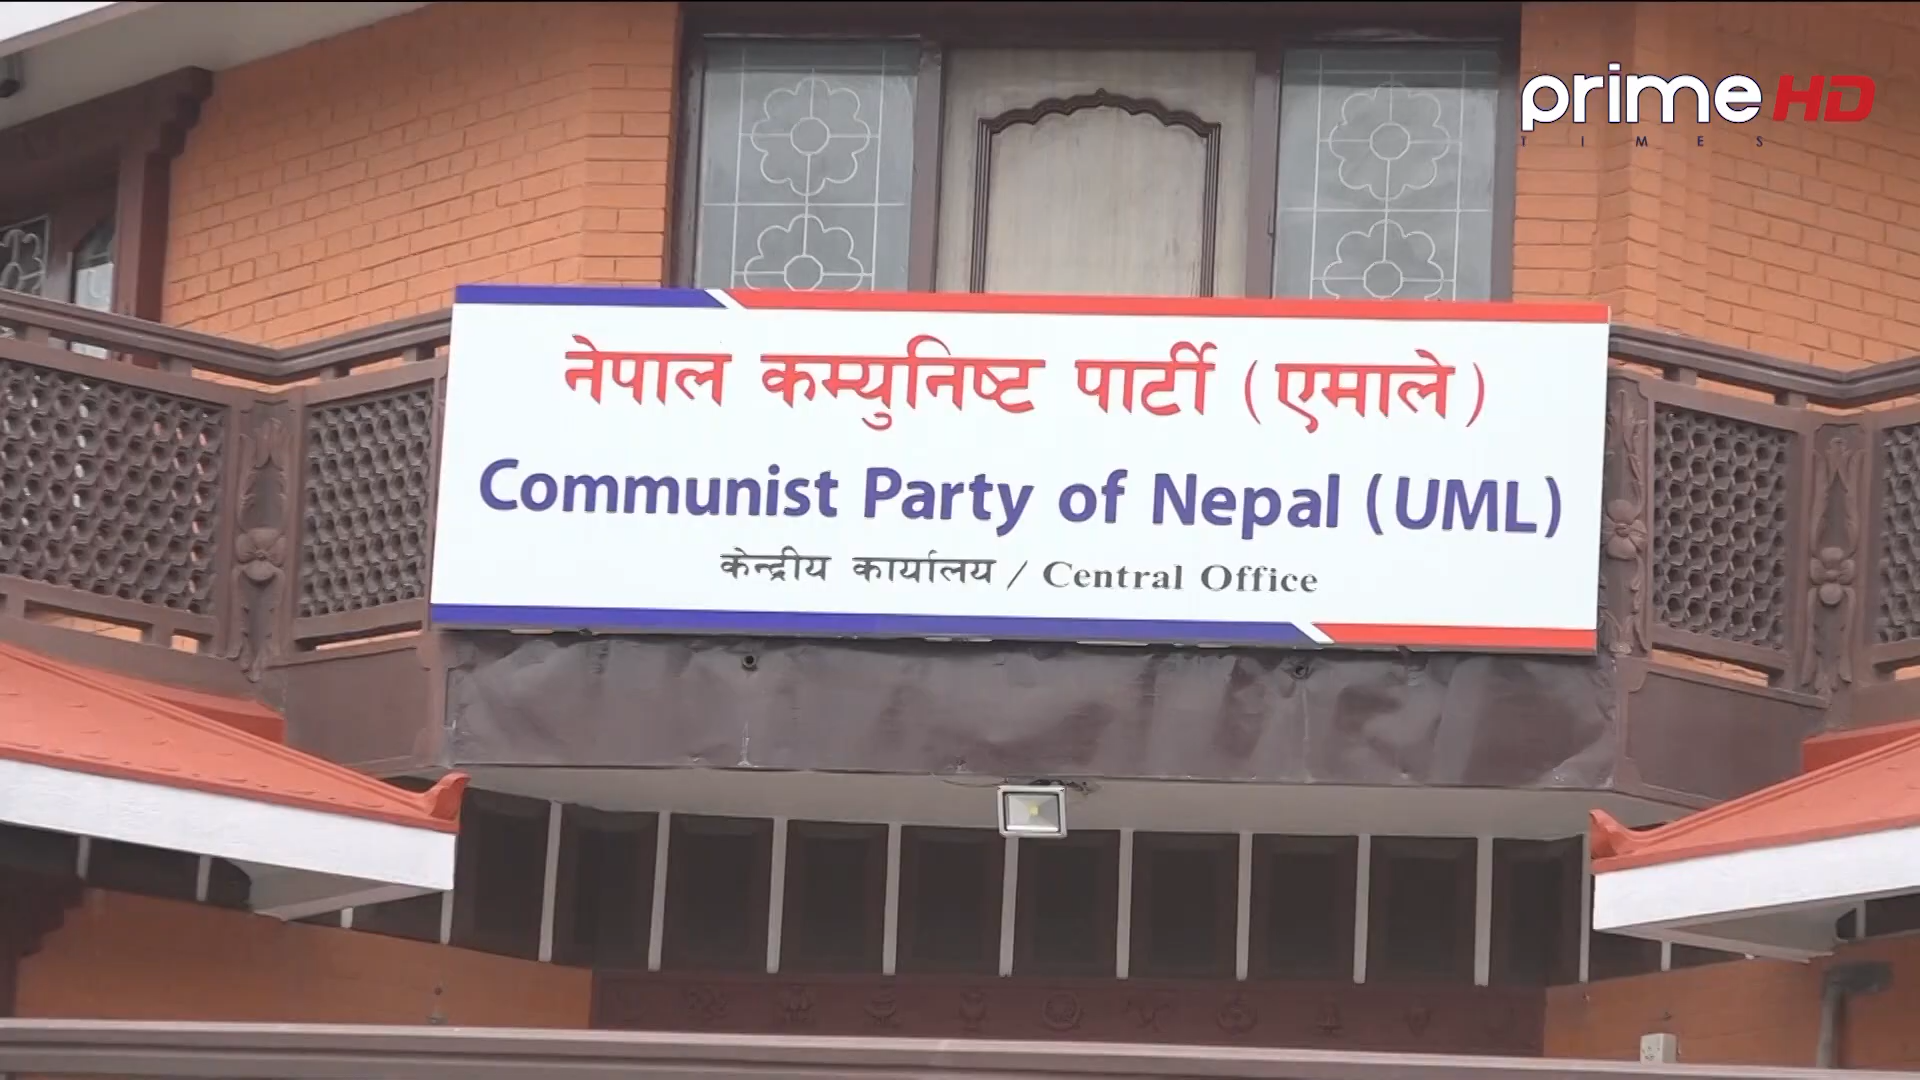 prime HD
TIMES
नेपाल कम्युनिष्ट पार्टी (एमाले)
Communist Party of Nepal (UML)
केन्द्रीय कार्यालय / Central Office